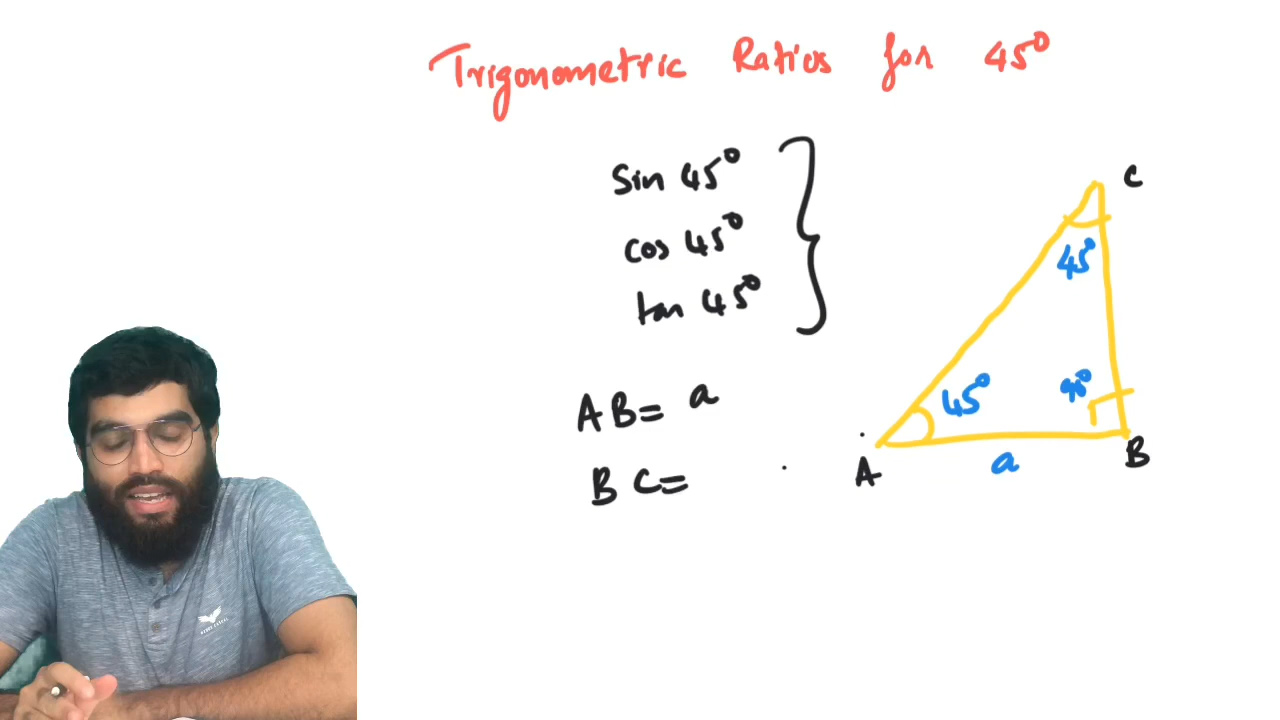 Trigonometric Ratios for 45°
Sin 45°
cos 45°
tan 45°
AB= a
BC=
C
45°
45°
90°
A
a
B